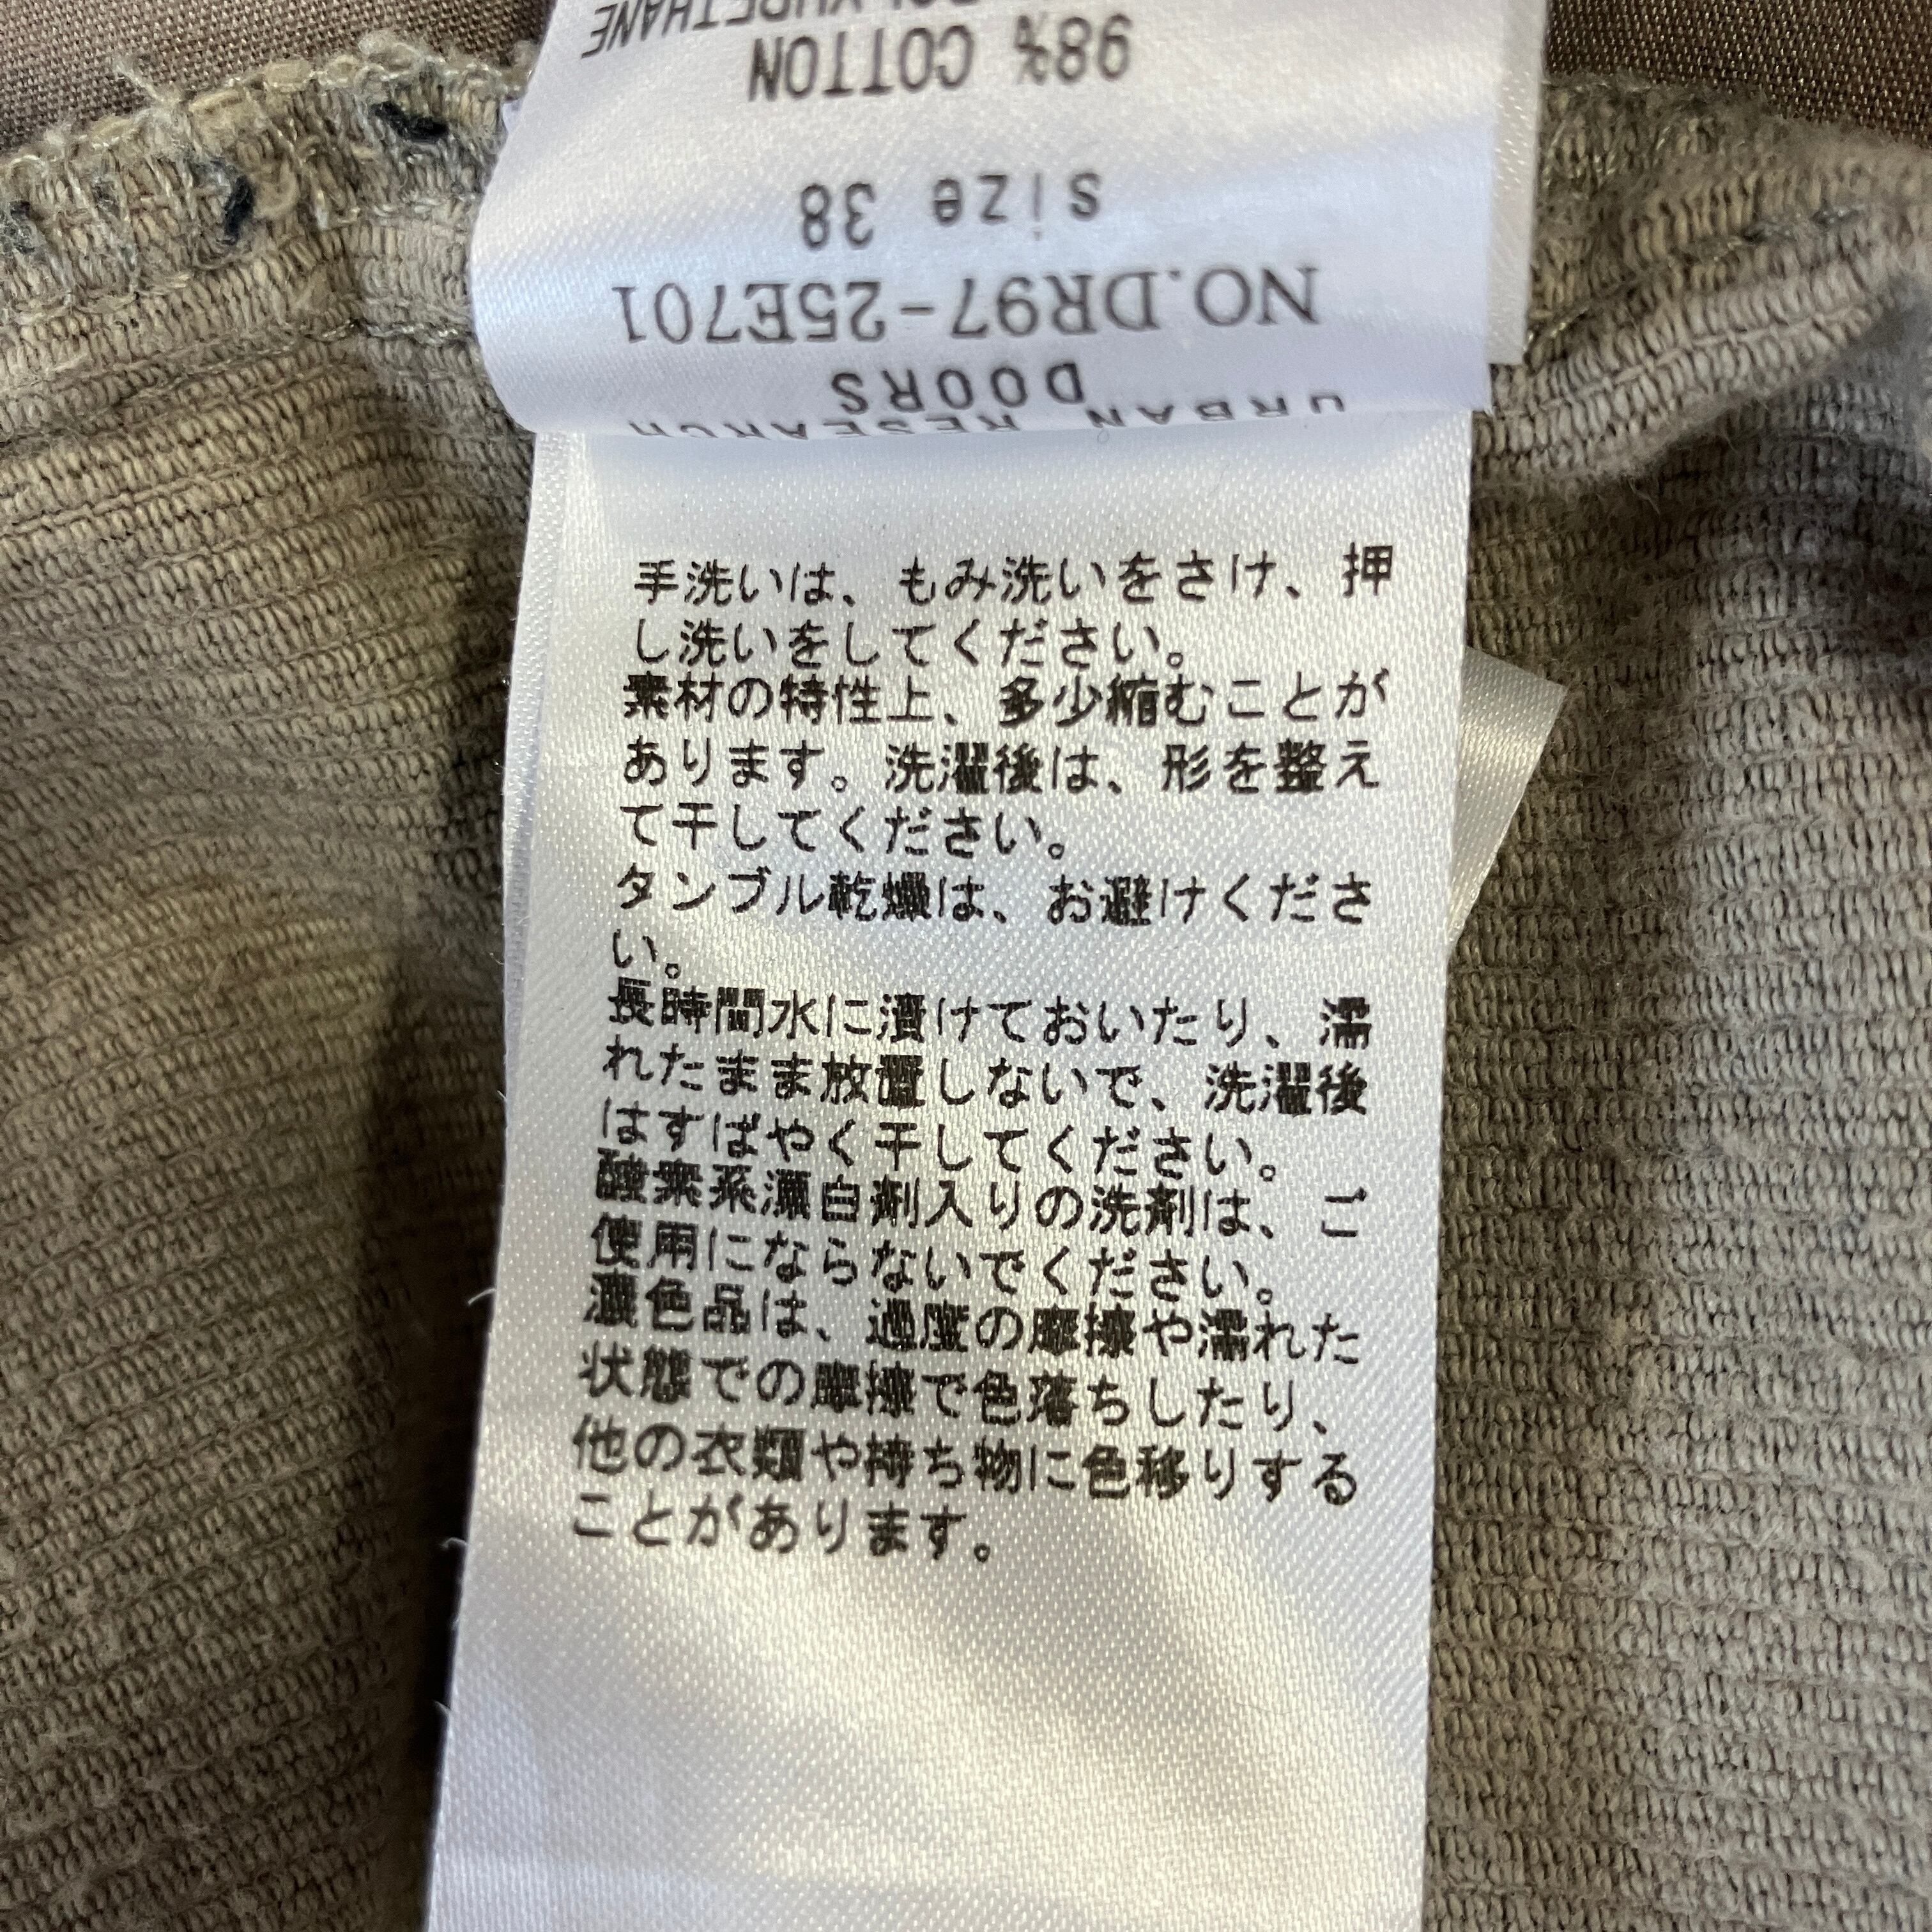 URBAN RESEARCH
DOORS
NO.DR97-25E701
size 38
98% COTTON
手洗いは、もみ洗いをさけ、押
し洗いをしてください。
素材の特性上、多少縮むことが
あります。洗濯後は、形を整え
て干してください。
タンブル乾燥は、お避けくださ
い。
長時間水に漬けておいたり、濡
れたまま放置しないで、洗濯後
はすばやく干してください。
酸素系漂白剤入りの洗剤は、ご
使用にならないでください。
濃色品は、過度の摩擦や濡れた
状態での摩擦で色落ちしたり、
他の衣類や持ち物に色移りする
ことがあります。